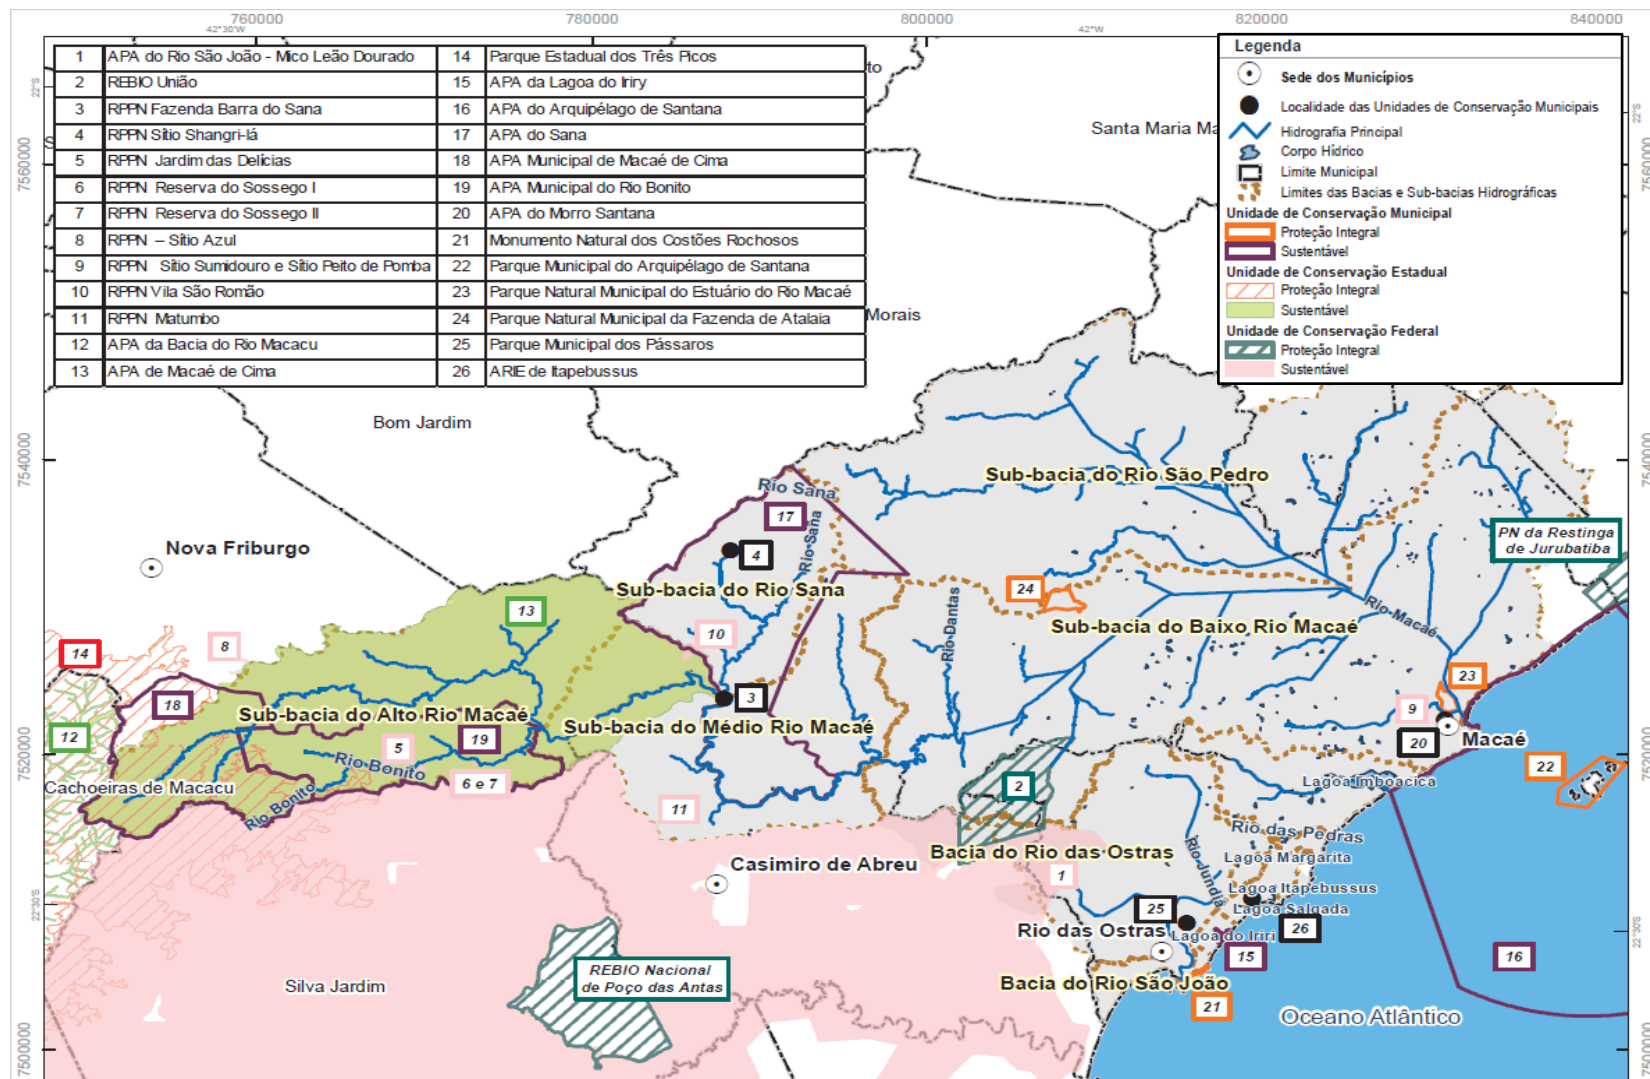 760000 780000 800000 820000 840000
42°30'W 42°W
1 APA do Rio São João - Mico Leão Dourado 14 Parque Estadual dos Três Picos
2 REBIO União 15 APA da Lagoa do Iriry
3 RPPN Fazenda Barra do Sana 16 APA do Arquipélago de Santana
4 RPPN Sítio Shangri-lá 17 APA do Sana
5 RPPN Jardim das Delícias 18 APA Municipal de Macaé de Cima
6 RPPN Reserva do Sossego I 19 APA Municipal do Rio Bonito
7 RPPN Reserva do Sossego II 20 APA do Morro Santana
8 RPPN – Sítio Azul 21 Monumento Natural dos Costões Rochosos
9 RPPN Sítio Sumidouro e Sítio Peito de Pomba 22 Parque Municipal do Arquipélago de Santana
10 RPPN Vila São Romão 23 Parque Natural Municipal do Estuário do Rio Macaé
11 RPPN Matumbo 24 Parque Natural Municipal da Fazenda de Atalaia
12 APA da Bacia do Rio Macacu 25 Parque Municipal dos Pássaros
13 APA de Macaé de Cima 26 ARIE de Itapebussus
Legenda
Sede dos Municípios
Localidade das Unidades de Conservação Municipais
Hidrografia Principal
Corpo Hídrico
Limite Municipal
Limites das Bacias e Sub-bacias Hidrográficas
Unidade de Conservação Municipal
Proteção Integral
Sustentável
Unidade de Conservação Estadual
Proteção Integral
Sustentável
Unidade de Conservação Federal
Proteção Integral
Sustentável
22°S
22°S
7560000
7560000
to
Santa Maria Ma
Morais
Bom Jardim
7540000
7540000
Sub-bacia do Rio São Pedro
Rio Sana
17
Rio Sana
PN da Restinga
de Jurubatiba
Nova Friburgo
4
Sub-bacia do Rio Sana
24
13
Rio Dantas
Rio Macaé
Sub-bacia do Baixo Rio Macaé
10
8
14
23
18
3
9
Sub-bacia do Alto Rio Macaé
Sub-bacia do Médio Rio Macaé
12
5
19
20
Macaé
7520000
7520000
Rio Bonito
22
6 e 7
2
Lagoa Imboacica
Cachoeiras de Macacu
Rio Bonito
11
Rio das Pedras
Bacia do Rio das Ostras
Lagoa Margarita
Casimiro de Abreu
Rio Jundiá
1
Lagoa Itapebussus
22°30'S
25
Lagoa Salgada
26
22°30'S
Rio das Ostras
Lagoa do Iriri
15
16
REBIO Nacional
de Poço das Antas
Silva Jardim
Bacia do Rio São João
21
Oceano Atlântico
7500000
7500000